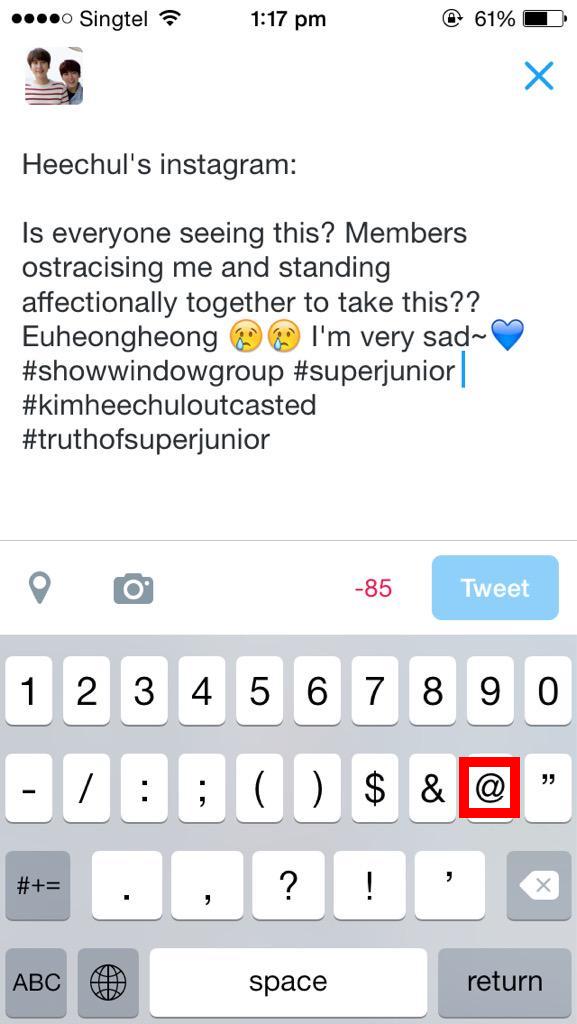 Singtel 1:17 pm 61%
Heechul's instagram:
Is everyone seeing this? Members
ostracising me and standing
affectionally together to take this??
Euheongheong 😢😢 I'm very sad~💙
#showwindowgroup #superjunior
#kimheechuloutcasted
#truthofsuperjunior
-85 Tweet
1 2 3 4 5 6 7 8 9 0
- / : ; ( ) $ & @ ”
#+= . , ? ! ’
ABC space return